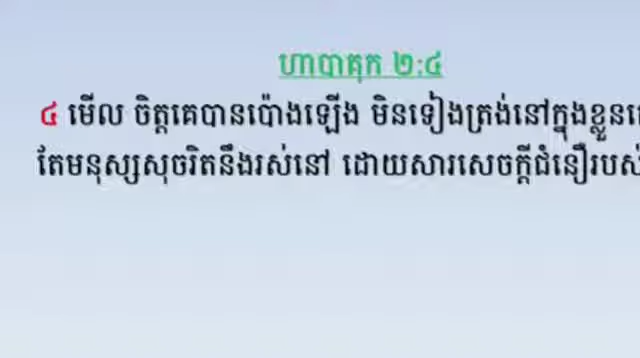 ហាបាគុក ២:៤
៤ មើល ចិត្តគេបានប៉ោងឡើង មិនទៀងត្រង់នៅក្នុងខ្លួន
តែមនុស្សសុចរិតនឹងរស់នៅ ដោយសារសេចក្ដីជំនឿរបស់